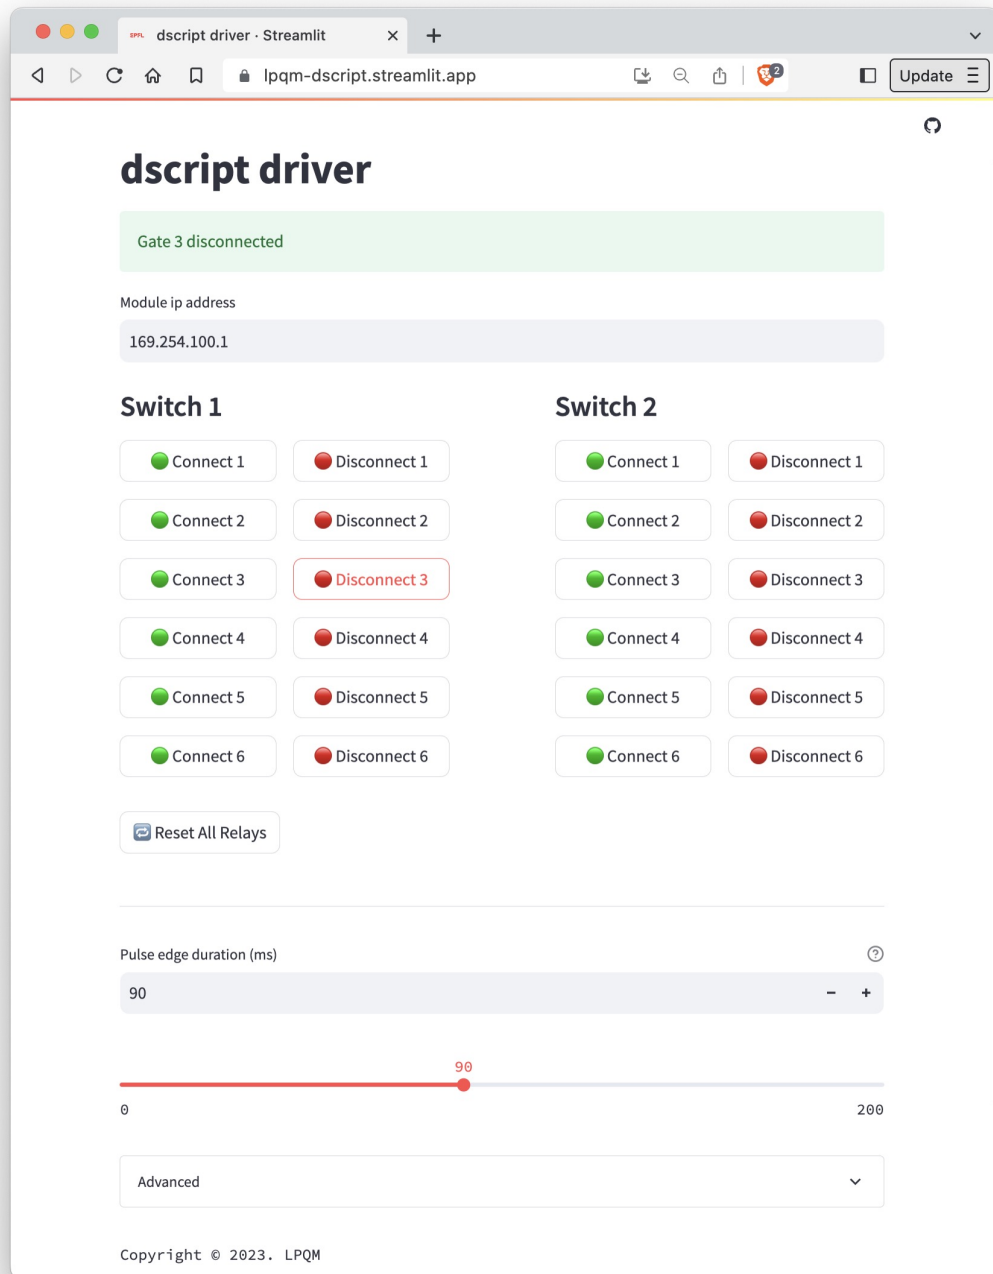 EPFL dscript driver · Streamlit
lpqm-dscript.streamlit.app
2
Update
dscript driver
Gate 3 disconnected
Module ip address
169.254.100.1
Switch 1 Switch 2
Connect 1 Disconnect 1 Connect 1 Disconnect 1
Connect 2 Disconnect 2 Connect 2 Disconnect 2
Connect 3 Disconnect 3 Connect 3 Disconnect 3
Connect 4 Disconnect 4 Connect 4 Disconnect 4
Connect 5 Disconnect 5 Connect 5 Disconnect 5
Connect 6 Disconnect 6 Connect 6 Disconnect 6
Reset All Relays
Pulse edge duration (ms)
90
90
0 200
Advanced
Copyright © 2023. LPQM